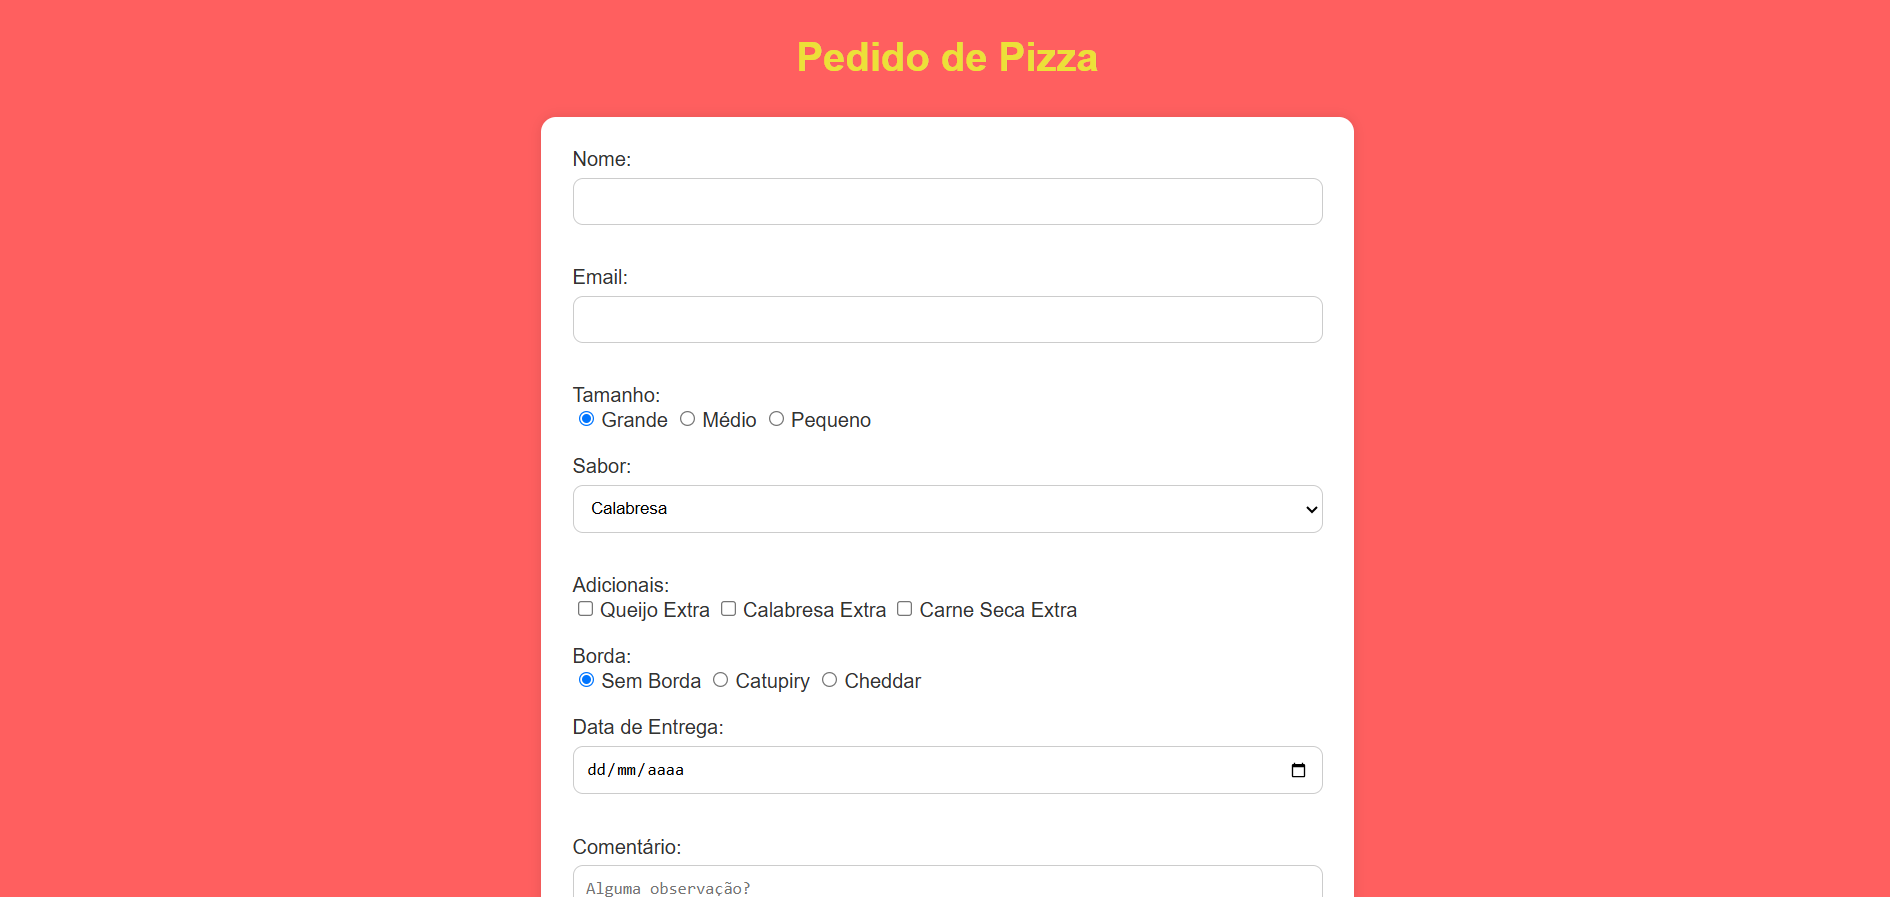 Pedido de Pizza
Nome:
Email:
Tamanho:
Grande Médio Pequeno
Sabor:
Calabresa
Adicionais:
Queijo Extra Calabresa Extra Carne Seca Extra
Borda:
Sem Borda Catupiry Cheddar
Data de Entrega:
dd/mm/aaaa
Comentário:
Alguma observação?